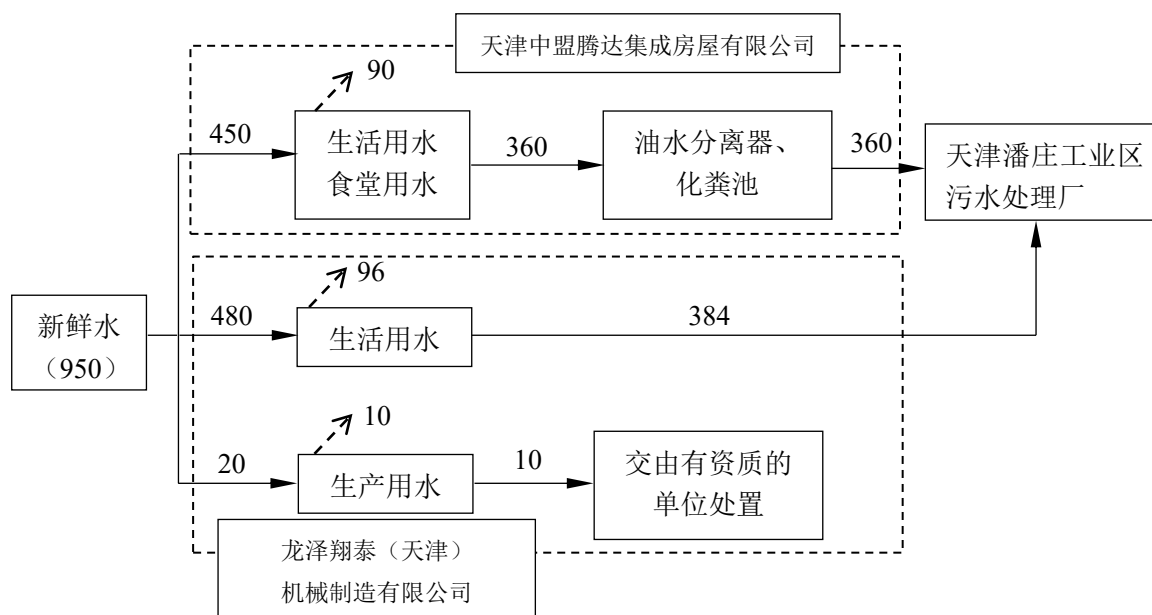 天津中盟腾达集成房屋有限公司
90
450
生活用水
食堂用水
360
油水分离器、
化粪池
360
天津潘庄工业区
污水处理厂
96
新鲜水
（950）
480
生活用水
384
10
20
生产用水
10
交由有资质的
单位处置
龙泽翔泰（天津）
机械制造有限公司